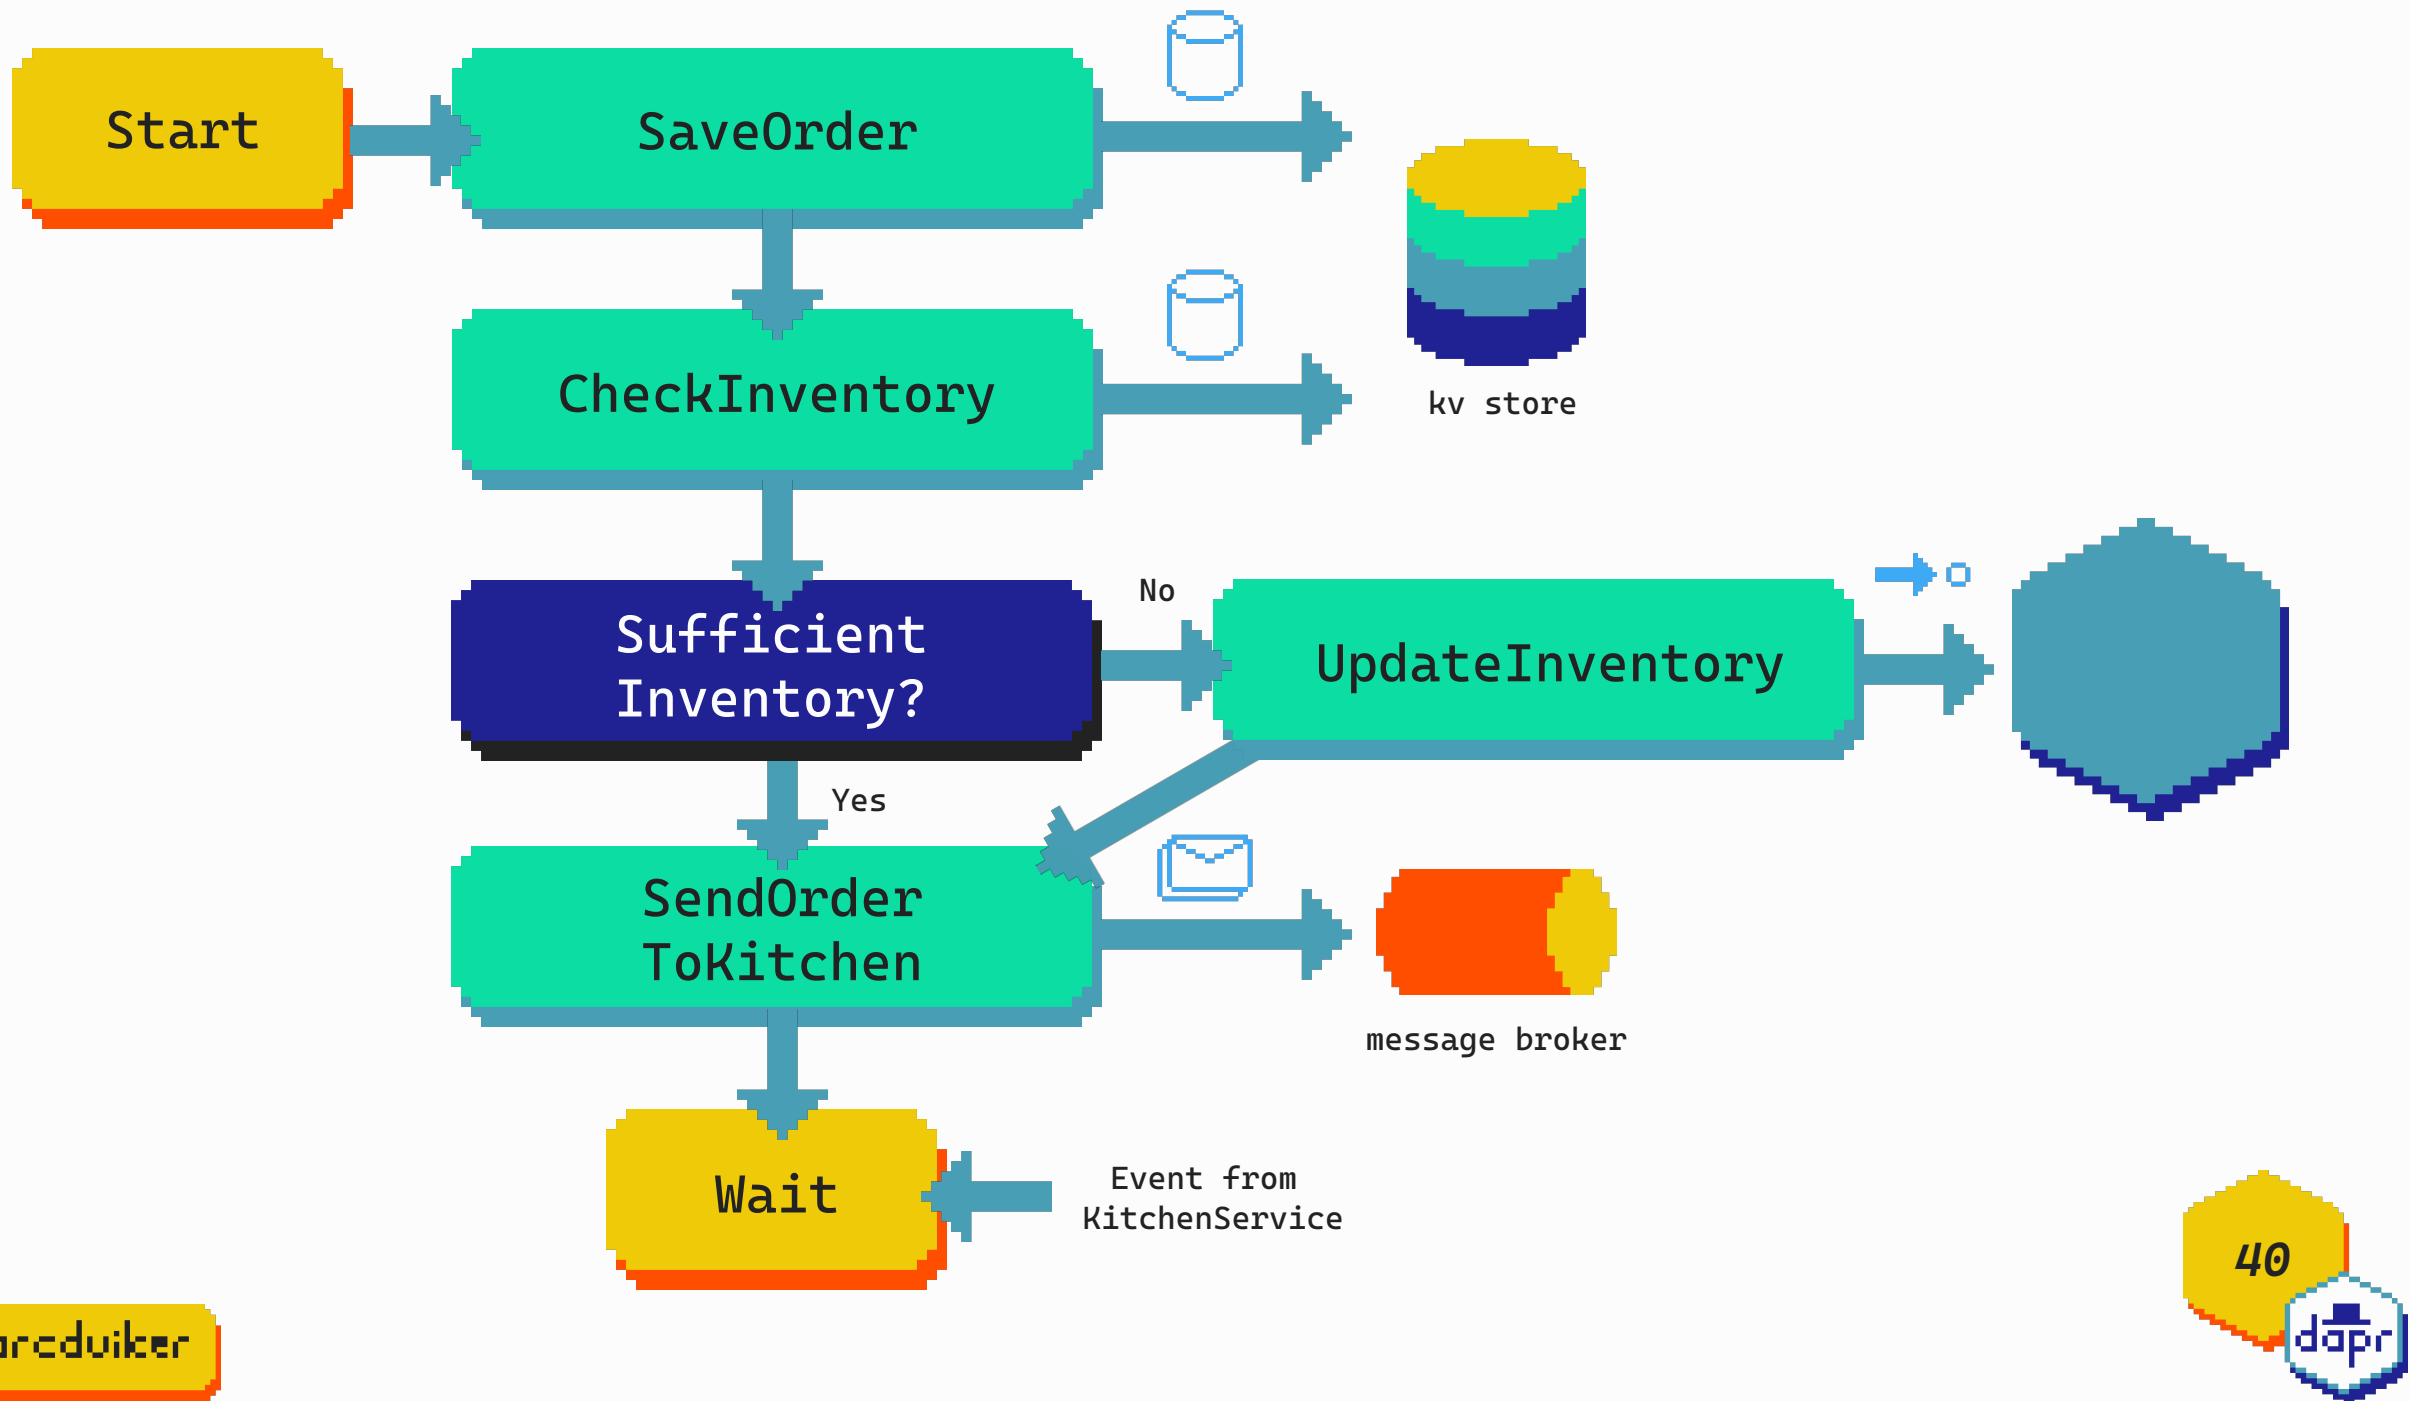 Start
SaveOrder
CheckInventory
kv store
Sufficient
Inventory?
No
UpdateInventory
Yes
SendOrder
ToKitchen
message broker
Wait
Event from
KitchenService
40
arcduiker
dapr